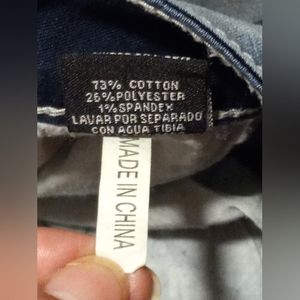 73% COTTON
26%POLYESTER
1%SPANDEX
LAVAR POR SEPARADO
CON AGUA TIBIA
MADE IN CHINA